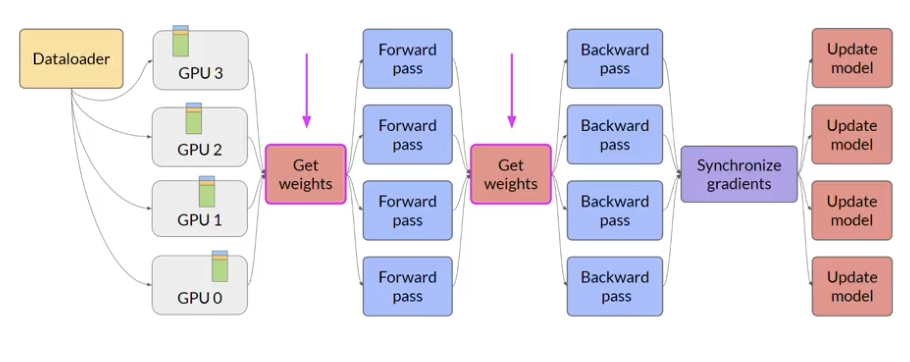 Dataloader
GPU 3
GPU 2
GPU 1
GPU 0
Get
weights
Forward
pass
Forward
pass
Forward
pass
Forward
pass
Get
weights
Backward
pass
Backward
pass
Backward
pass
Backward
pass
Synchronize
gradients
Update
model
Update
model
Update
model
Update
model